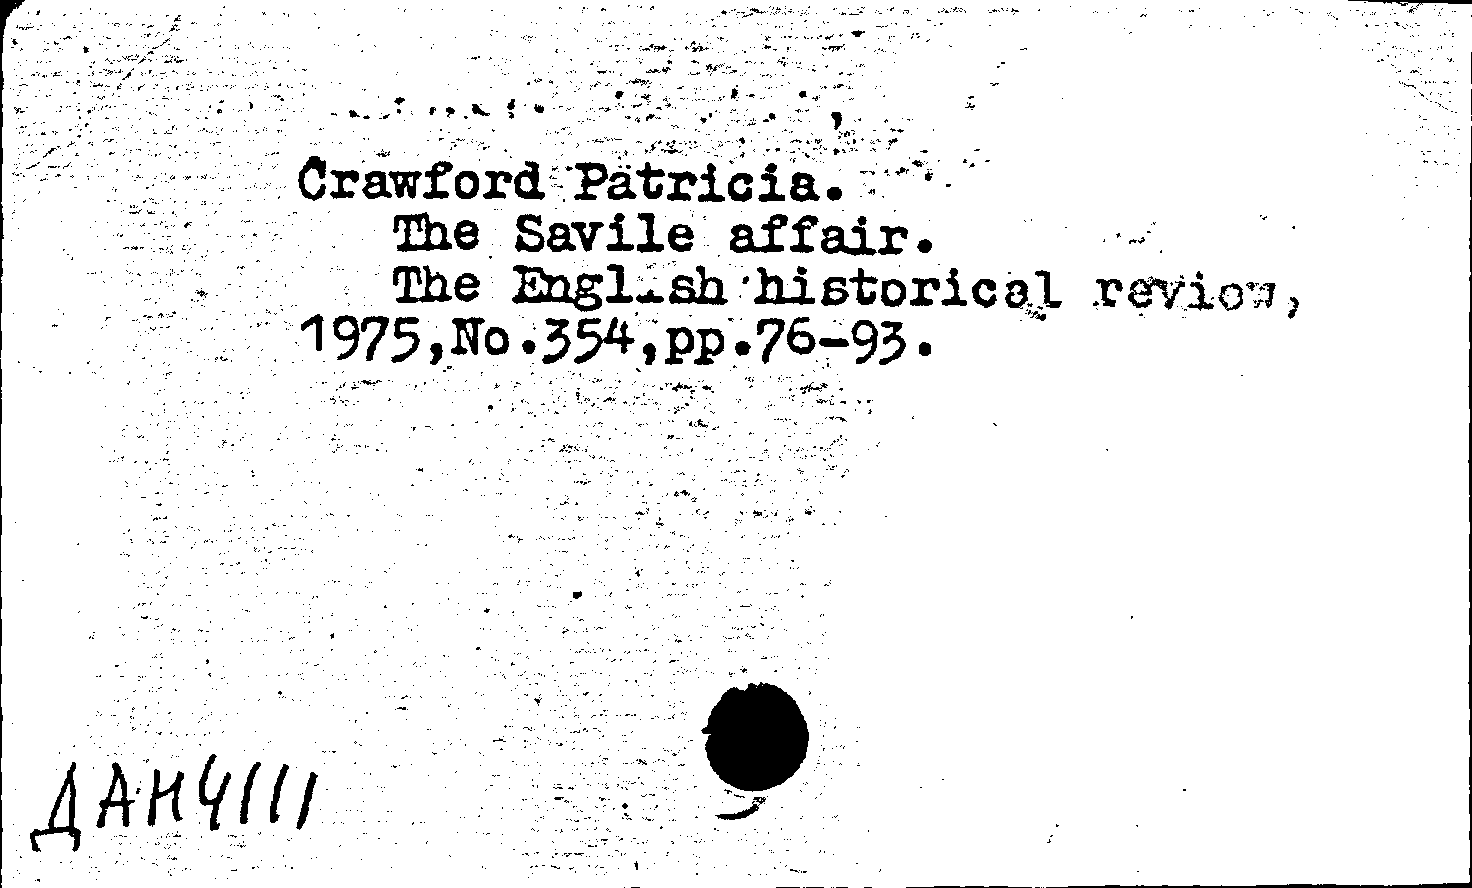 Crawford Patricia.
The Savile affair.
The English historical review,
1975,No.354,pp.76-93.
ДАН4111